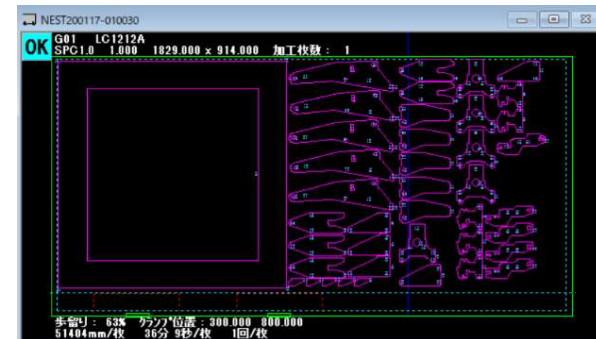 NEST200117-010030
OK
G01 LC1212A
SPC1.0 1.000 1829.000 x 914.000 加工枚数： 1
歩留り： 63% クランプ位置：300.000 800.000
51404mm/枚 36分 9秒/枚 1回/枚